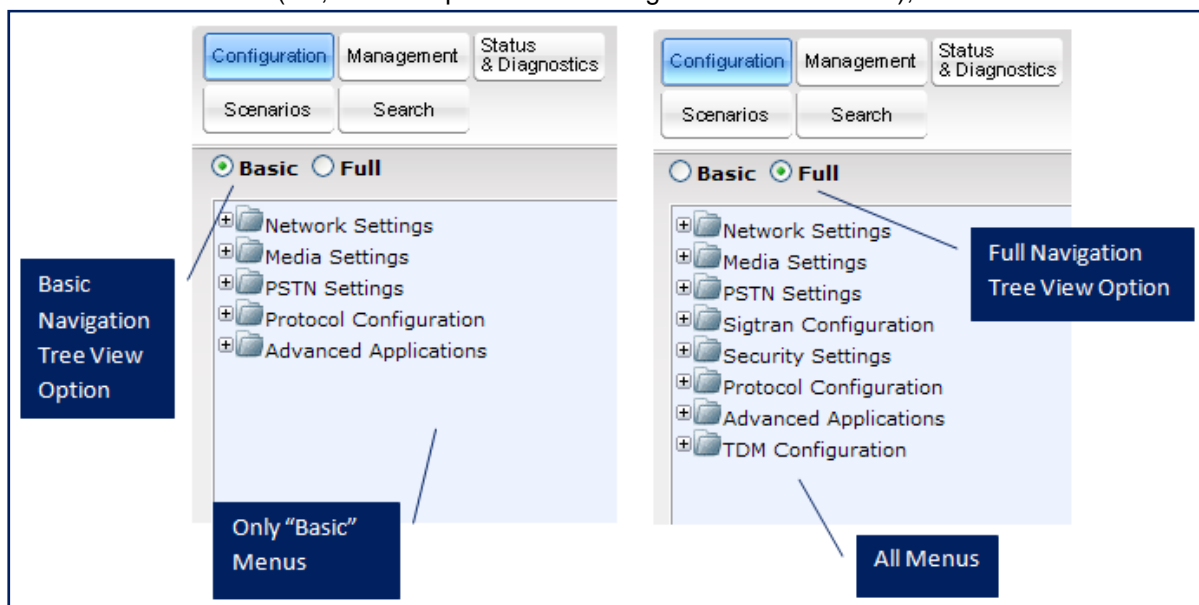 Configuration
Management
Status
& Diagnostics
Scenarios
Search
Basic
Full
Network Settings
Media Settings
PSTN Settings
Protocol Configuration
Advanced Applications
Basic
Navigation
Tree View
Option
Only “Basic”
Menus
Configuration
Management
Status
& Diagnostics
Scenarios
Search
Basic
Full
Network Settings
Media Settings
PSTN Settings
Sigtran Configuration
Security Settings
Protocol Configuration
Advanced Applications
TDM Configuration
Full Navigation
Tree View Option
All Menus